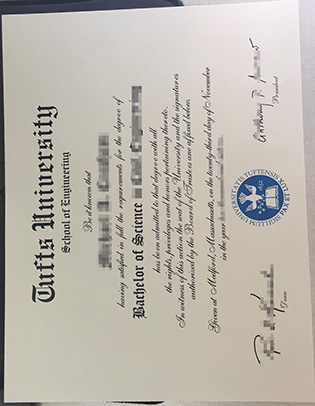 Tufts University
School of Engineering
Be it known that
having satisfied in full the requirements for the degree of
Bachelor of Science
has been admitted to that degree with all
the rights, privileges and honors pertaining thereto.
In witness of this action the seal of the University and the signatures
authorized by the Board of Trustees are affixed below.
Given at Medford, Massachusetts, on the twenty-third day of November
in the year
President
Dean